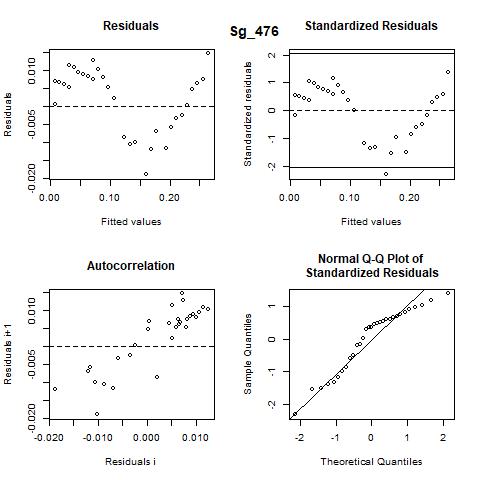 Sg_476
Residuals
Residuals
0.010
-0.005
-0.020
0.00
0.10
0.20
Fitted values
Standardized Residuals
Standardized residuals
2
1
0
-1
-2
0.00
0.10
0.20
Fitted values
Autocorrelation
Residuals i+1
0.010
-0.005
-0.020
-0.020
-0.010
0.000
0.010
Residuals i
Normal Q-Q Plot of
Standardized Residuals
Sample Quantiles
1
0
-1
-2
-2
-1
0
1
2
Theoretical Quantiles